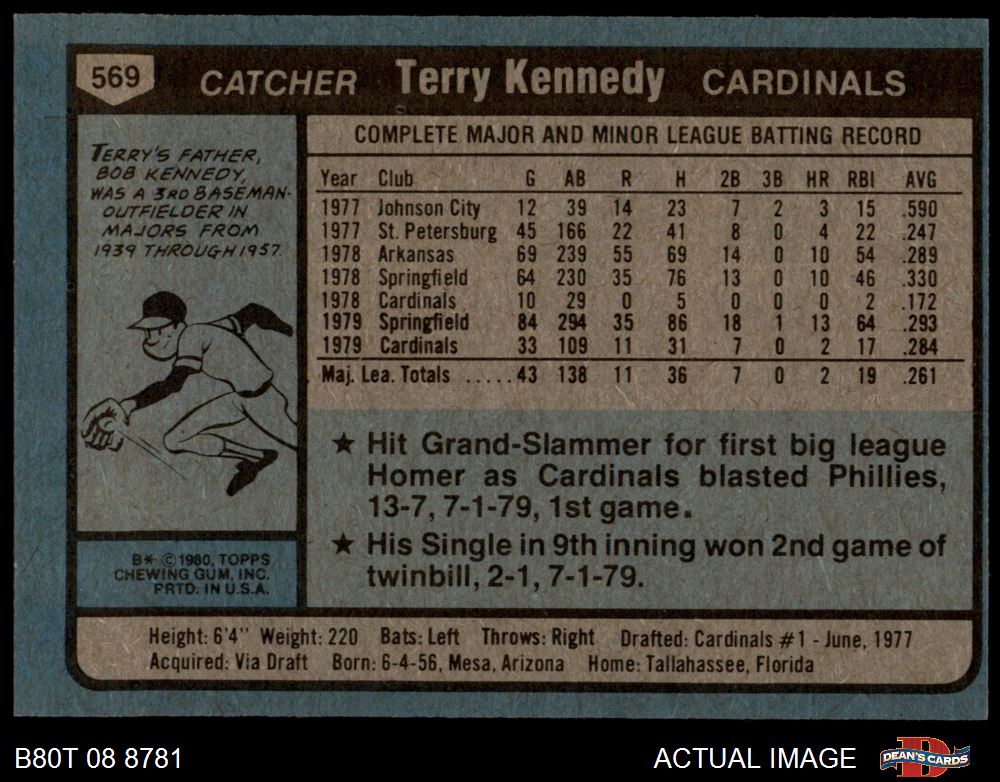 569 CATCHER Terry Kennedy CARDINALS
TERRY'S FATHER,
BOB KENNEDY,
WAS A 3RD BASEMAN-
OUTFIELDER IN
MAJORS FROM
1939 THROUGH 1957.
COMPLETE MAJOR AND MINOR LEAGUE BATTING RECORD
Year Club G AB R H 2B 3B HR RBI AVG
1977 Johnson City 12 39 14 23 7 2 3 15 .590
1977 St. Petersburg 45 166 22 41 8 0 4 22 .247
1978 Arkansas 69 239 55 69 14 0 10 54 .289
1978 Springfield 64 230 35 76 13 0 10 46 .330
1978 Cardinals 10 29 0 5 0 0 0 2 .172
1979 Springfield 84 294 35 86 18 1 13 64 .293
1979 Cardinals 33 109 11 31 7 0 2 17 .284
Maj. Lea. Totals .....43 138 11 36 7 0 2 19 .261
★ Hit Grand-Slammer for first big league
Homer as Cardinals blasted Phillies,
13-7, 7-1-79, 1st game.
★ His Single in 9th inning won 2nd game of
twinbill, 2-1, 7-1-79.
B* © 1980, TOPPS
CHEWING GUM, INC.
PRTD. IN U.S.A.
Height: 6'4" Weight: 220 Bats: Left Throws: Right Drafted: Cardinals #1 - June, 1977
Acquired: Via Draft Born: 6-4-56, Mesa, Arizona Home: Tallahassee, Florida
B80T 08 8781 ACTUAL IMAGE DEAN'S CARDS